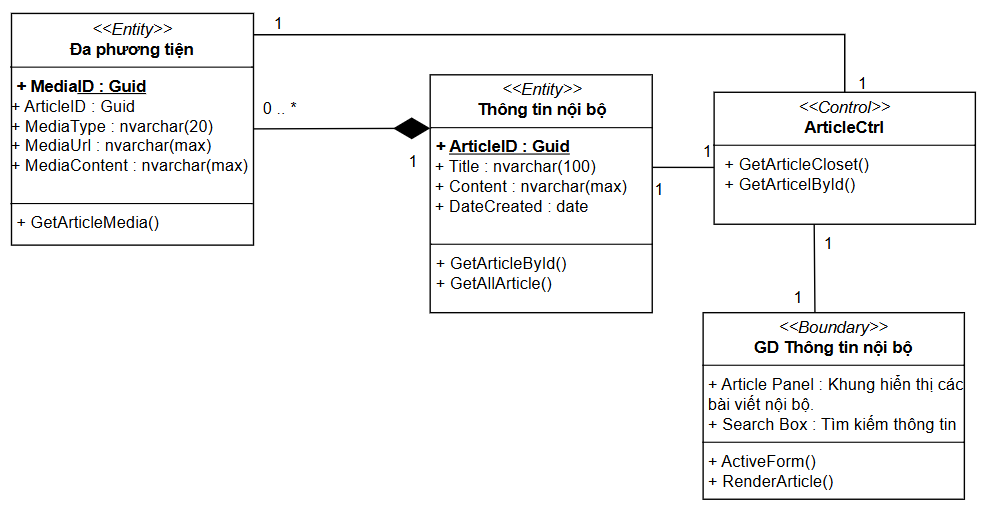 <<Entity>>
Đa phương tiện
+ MediaID : Guid
+ ArticleID : Guid
+ MediaType : nvarchar(20)
+ MediaUrl : nvarchar(max)
+ MediaContent : nvarchar(max)
+ GetArticleMedia()
1
0 .. *
1
<<Entity>>
Thông tin nội bộ
+ ArticleID : Guid
+ Title : nvarchar(100)
+ Content : nvarchar(max)
+ DateCreated : date
+ GetArticleById()
+ GetAllArticle()
1
1
1
<<Control>>
ArticleCtrl
+ GetArticleCloset()
+ GetArticelById()
1
1
<<Boundary>>
GD Thông tin nội bộ
+ Article Panel : Khung hiển thị các
bài viết nội bộ.
+ Search Box : Tìm kiếm thông tin
+ ActiveForm()
+ RenderArticle()